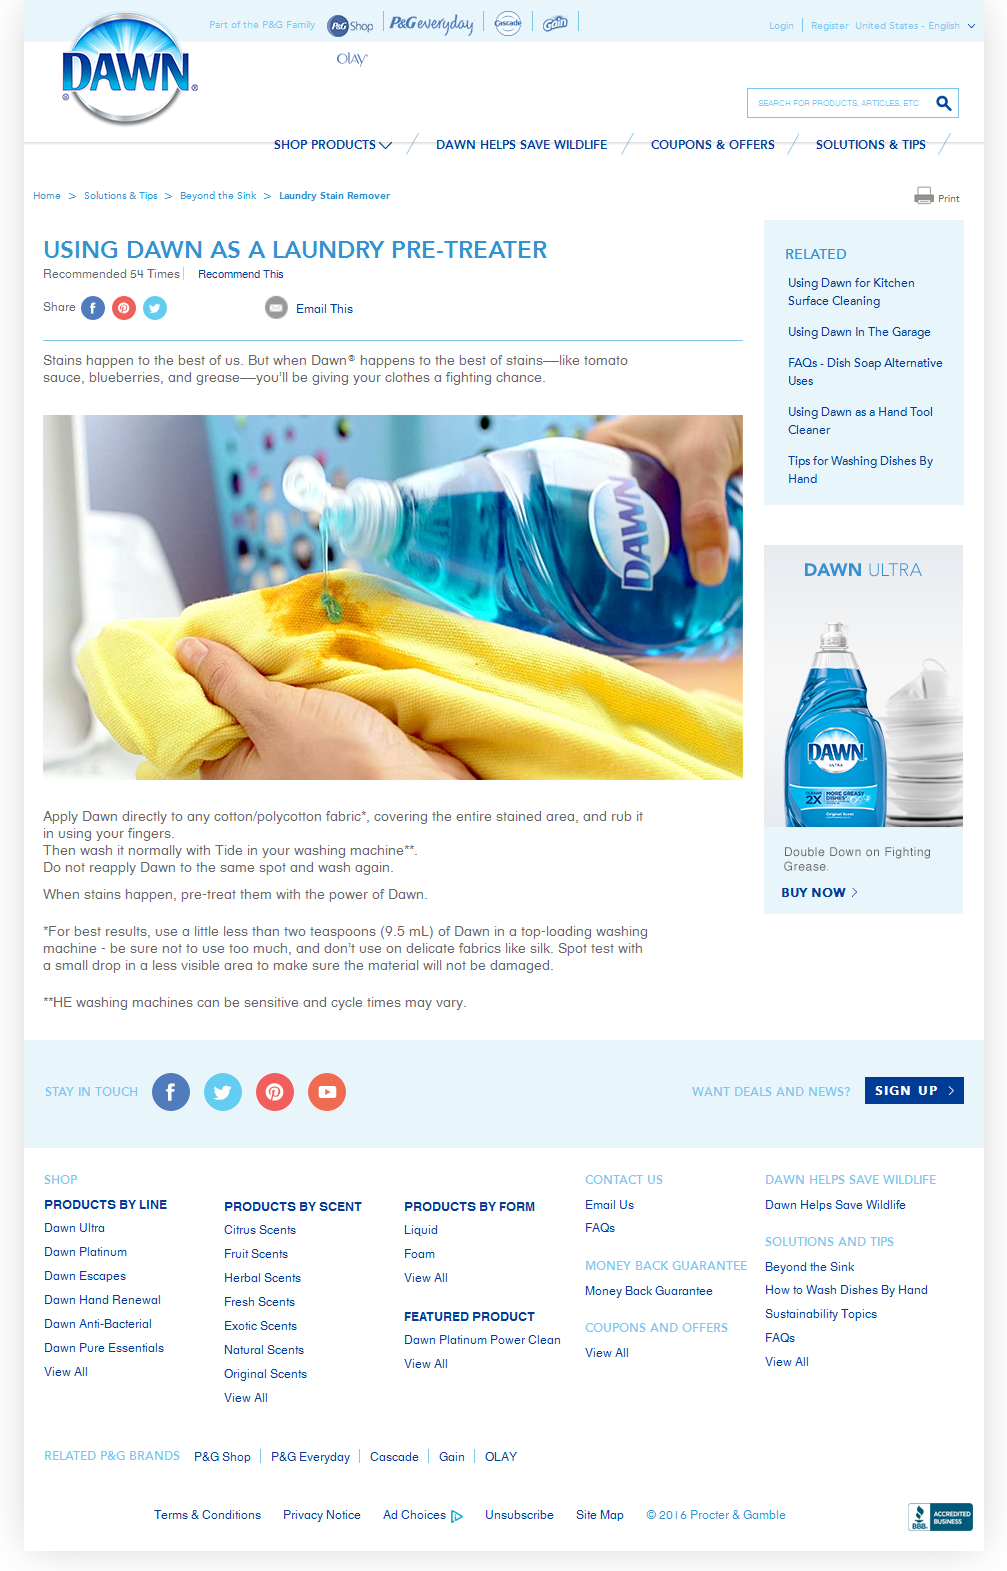 Part of the P&G Family
P&G Shop
P&G everyday
Cascade
Gain
OLAY
Login
Register
United States - English
DAWN
SEARCH FOR PRODUCTS, ARTICLES, ETC
SHOP PRODUCTS
DAWN HELPS SAVE WILDLIFE
COUPONS & OFFERS
SOLUTIONS & TIPS
Home > Solutions & Tips > Beyond the Sink > Laundry Stain Remover
Print
USING DAWN AS A LAUNDRY PRE-TREATER
Recommended 54 Times
Recommend This
Share
Email This
Stains happen to the best of us. But when Dawn® happens to the best of stains—like tomato
sauce, blueberries, and grease—you'll be giving your clothes a fighting chance.
DAWN
Apply Dawn directly to any cotton/polycotton fabric*, covering the entire stained area, and rub it
in using your fingers.
Then wash it normally with Tide in your washing machine**.
Do not reapply Dawn to the same spot and wash again.
When stains happen, pre-treat them with the power of Dawn.
*For best results, use a little less than two teaspoons (9.5 mL) of Dawn in a top-loading washing
machine - be sure not to use too much, and don't use on delicate fabrics like silk. Spot test with
a small drop in a less visible area to make sure the material will not be damaged.
**HE washing machines can be sensitive and cycle times may vary.
RELATED
Using Dawn for Kitchen
Surface Cleaning
Using Dawn In The Garage
FAQs - Dish Soap Alternative
Uses
Using Dawn as a Hand Tool
Cleaner
Tips for Washing Dishes By
Hand
DAWN ULTRA
DAWN
ULTRA
2X
MORE GREASY
DISHES*
Original Scent
Double Down on Fighting
Grease.
BUY NOW >
STAY IN TOUCH
WANT DEALS AND NEWS?
SIGN UP >
SHOP
PRODUCTS BY LINE
Dawn Ultra
Dawn Platinum
Dawn Escapes
Dawn Hand Renewal
Dawn Anti-Bacterial
Dawn Pure Essentials
View All
PRODUCTS BY SCENT
Citrus Scents
Fruit Scents
Herbal Scents
Fresh Scents
Exotic Scents
Natural Scents
Original Scents
View All
PRODUCTS BY FORM
Liquid
Foam
View All
FEATURED PRODUCT
Dawn Platinum Power Clean
View All
CONTACT US
Email Us
FAQs
MONEY BACK GUARANTEE
Money Back Guarantee
COUPONS AND OFFERS
View All
DAWN HELPS SAVE WILDLIFE
Dawn Helps Save Wildlife
SOLUTIONS AND TIPS
Beyond the Sink
How to Wash Dishes By Hand
Sustainability Topics
FAQs
View All
RELATED P&G BRANDS
P&G Shop
P&G Everyday
Cascade
Gain
OLAY
Terms & Conditions
Privacy Notice
Ad Choices
Unsubscribe
Site Map
© 2016 Procter & Gamble
BBB
ACCREDITED
BUSINESS